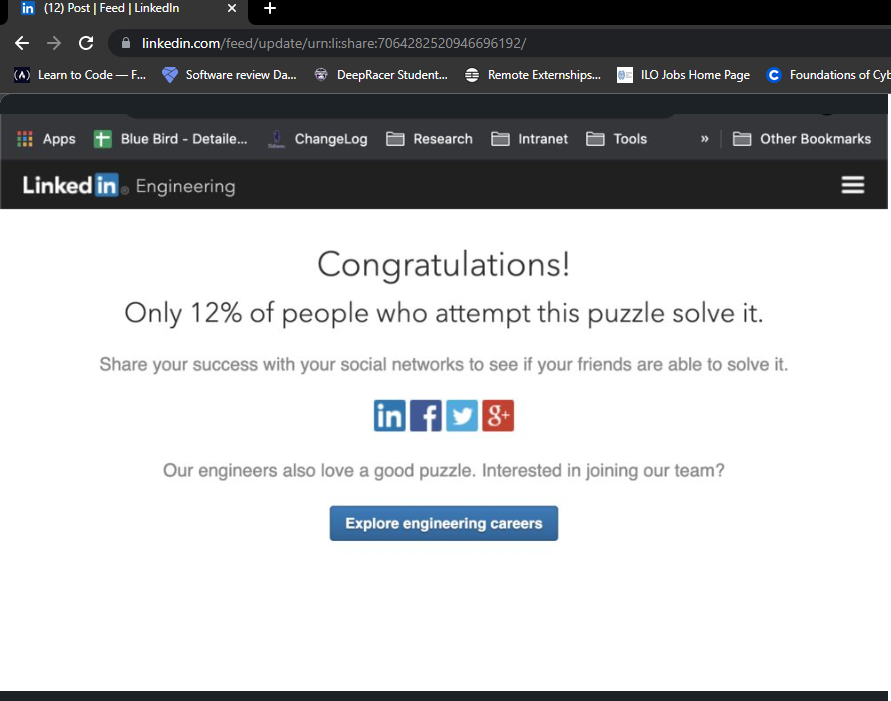 (12) Post | Feed | LinkedIn
linkedin.com/feed/update/urn:li:share:7064282520946696192/
Learn to Code — F... Software review Da... DeepRacer Student... Remote Externships... ILO Jobs Home Page Foundations of Cyb
Apps Blue Bird - Detaile... ChangeLog Research Intranet Tools » Other Bookmarks
Linked in Engineering
Congratulations!
Only 12% of people who attempt this puzzle solve it.
Share your success with your social networks to see if your friends are able to solve it.
in f g+
Our engineers also love a good puzzle. Interested in joining our team?
Explore engineering careers